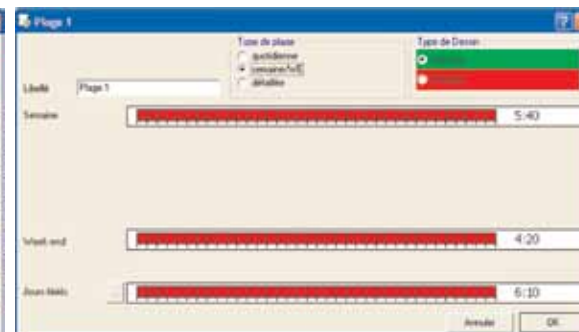 Plage 1
Type de plage
quotidienne
semaine/WE
détaillée
Type de Dessin
Libellé
Plage 1
Semaine
5:40
Week end
4:20
Jours fériés
6:10
Annuler
OK